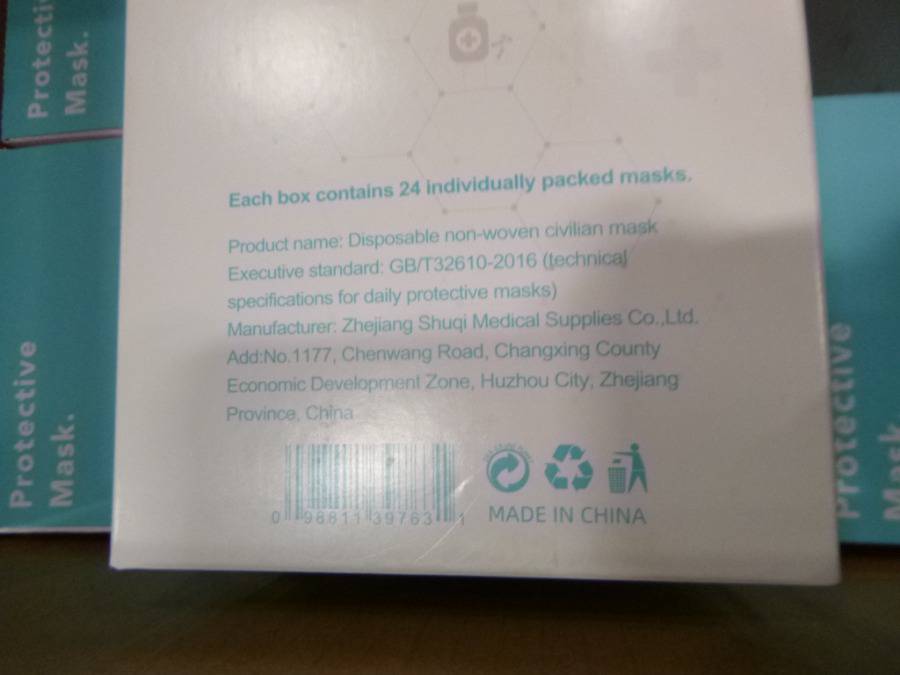 Protective
Mask.
Each box contains 24 individually packed masks.
Product name: Disposable non-woven civilian mask
Executive standard: GB/T32610-2016 (technical
specifications for daily protective masks)
Manufacturer: Zhejiang Shuqi Medical Supplies Co.,Ltd.
Add:No.1177, Chenwang Road, Changxing County
Economic Development Zone, Huzhou City, Zhejiang
Province, China
0 98811 39763 1
MADE IN CHINA
Protecti
Mask.
Protective
Mask